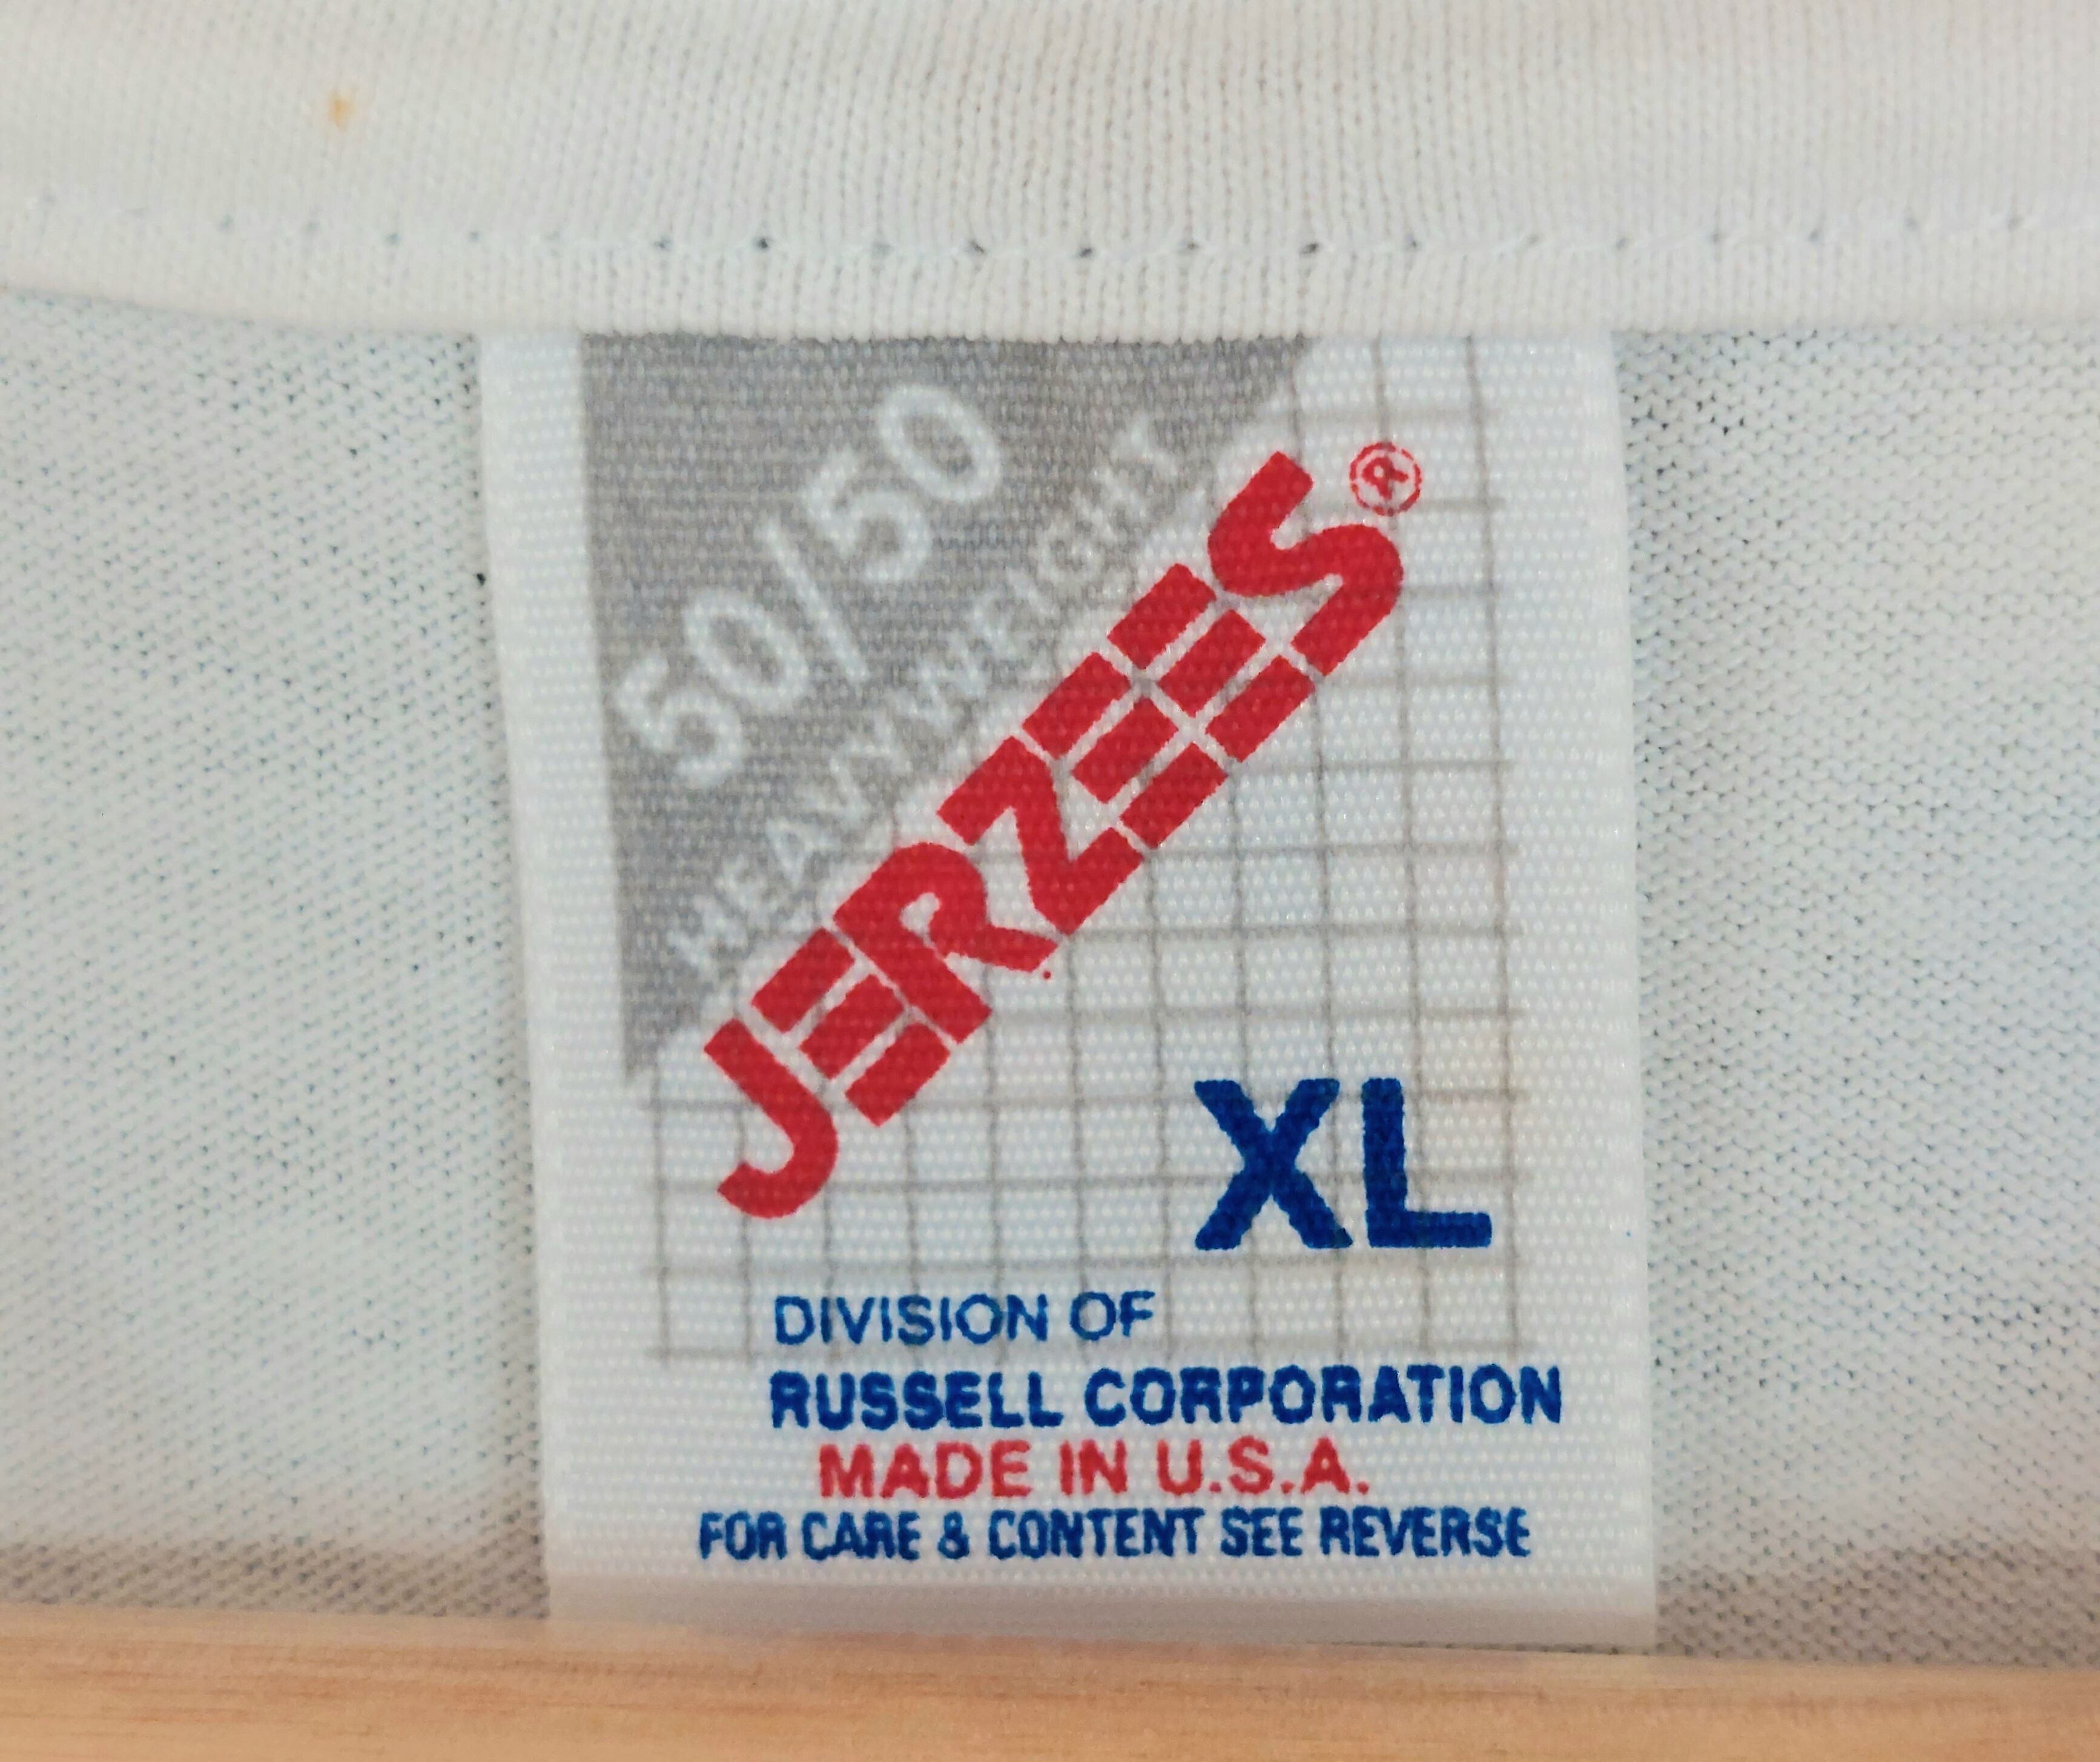 50/50
HEAVYWEIGHT
JERZEES®
XL
DIVISION OF
RUSSELL CORPORATION
MADE IN U.S.A.
FOR CARE & CONTENT SEE REVERSE